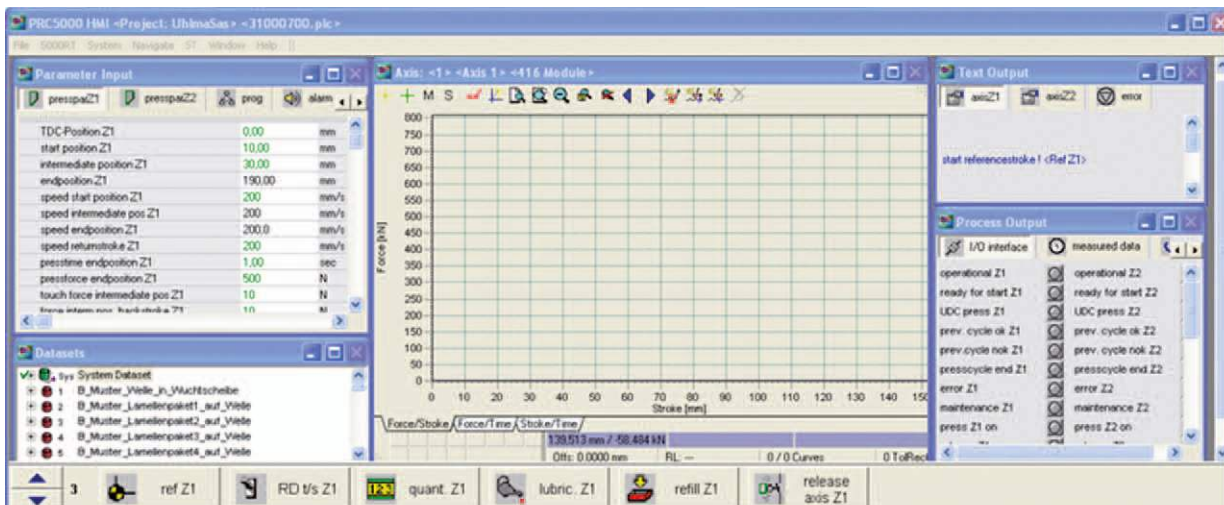 PRC5000 HMI <Project: UblmaSas> <31000700.plc>
File 5000RT System Navigate ST Window Help
Parameter Input
presspaiZ1 presspaiZ2 prog alarm
TDC-Position Z1 0,00 mm
start position Z1 10,00 mm
intermediate position Z1 30,00 mm
endposition Z1 190,00 mm
speed start position Z1 200 mm/s
speed intermediate pos Z1 200 mm/s
speed endposition Z1 200,0 mm/s
speed returnstroke Z1 200 mm/s
presstime endposition Z1 1,00 sec
pressforce endposition Z1 500 N
touch force intermediate pos Z1 10 N
force interm pos. backstroke Z1 10 N
Datasets
Sys System Dataset
1 B_Muster_Welle_in_Wuchtscheibe
2 B_Muster_Lamellenpaket1_auf_Welle
3 B_Muster_Lamellenpaket2_auf_Welle
4 B_Muster_Lamellenpaket3_auf_Welle
5 B_Muster_Lamellenpaket4_auf_Welle
Axis: <1> <Axis 1> <416 Module>
M S
800
750
700
650
600
550
500
450
400
350
300
250
200
150
100
50
0
Force [kN]
0 10 20 30 40 50 60 70 80 90 100 110 120 130 140 150
Stroke [mm]
Force/Stroke Force/Time Stroke/Time
139.513 mm / -58.484 kN
Offs: 0.0000 mm RL: -- 0 / 0 Curves 0 TolRec
Text Output
axisZ1 axisZ2 error
start referencestroke ! <Ref Z1>
Process Output
I/O interface measured data
operational Z1 operational Z2
ready for start Z1 ready for start Z2
UDC press Z1 UDC press Z2
prev. cycle ok Z1 prev. cycle ok Z2
prev.cycle nok Z1 prev. cycle nok Z2
presscycle end Z1 presscycle end Z2
error Z1 error Z2
maintenance Z1 maintenance Z2
press Z1 on press Z2 on
3 ref Z1 RD t/s Z1 123 quant. Z1 lubric. Z1 refill Z1 release
axis Z1